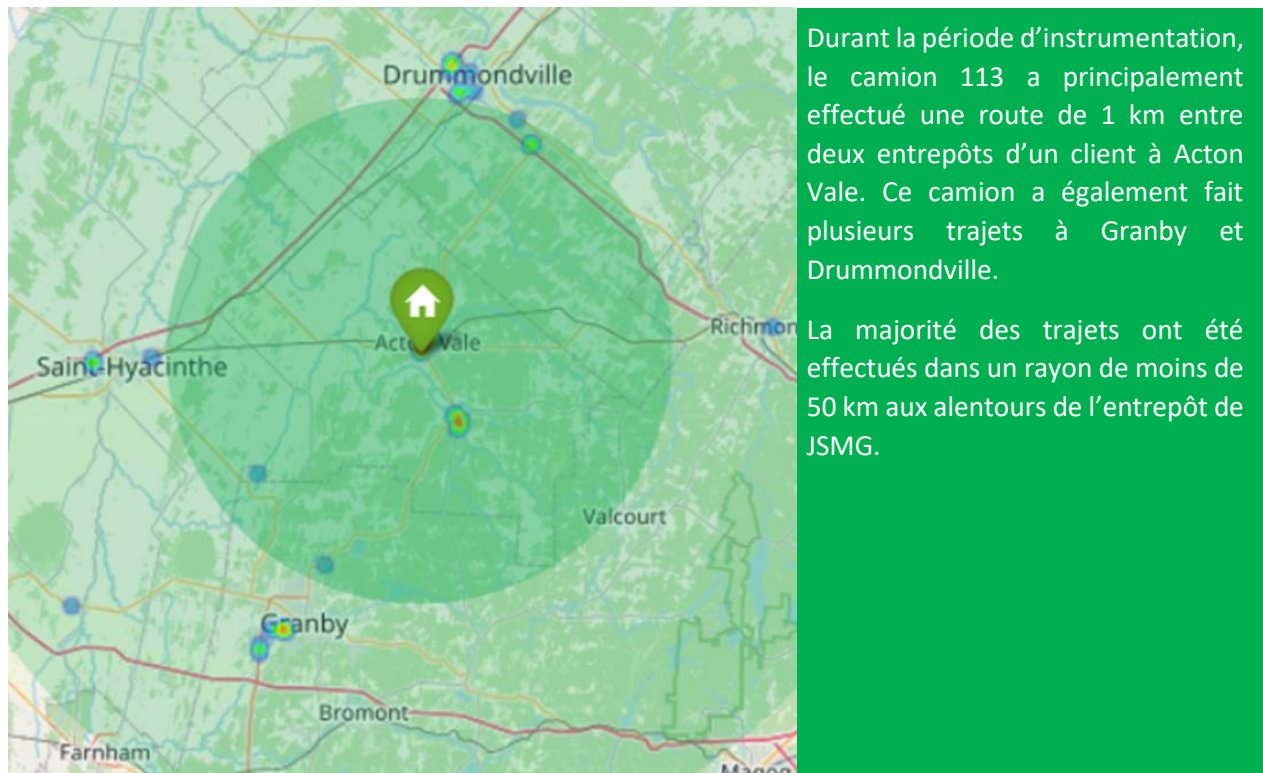 Drummondville
Acton Vale
Richmon
Saint-Hyacinthe
Valcourt
Granby
Bromont
Farnham
Magog
Durant la période d’instrumentation,
le camion 113 a principalement
effectué une route de 1 km entre
deux entrepôts d’un client à Acton
Vale. Ce camion a également fait
plusieurs trajets à Granby et
Drummondville.
La majorité des trajets ont été
effectués dans un rayon de moins de
50 km aux alentours de l’entrepôt de
JSMG.